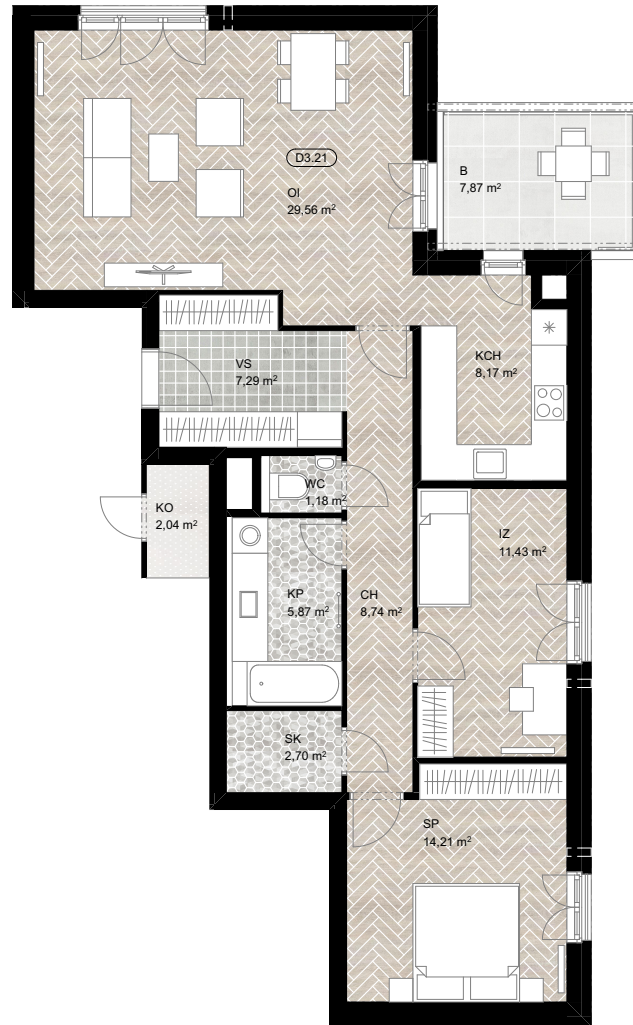 D3.21
OI
29,56 m²
B
7,87 m²
KCH
8,17 m²
VS
7,29 m²
WC
1,18 m²
KO
2,04 m²
IZ
11,43 m²
KP
5,87 m²
CH
8,74 m²
SK
2,70 m²
SP
14,21 m²